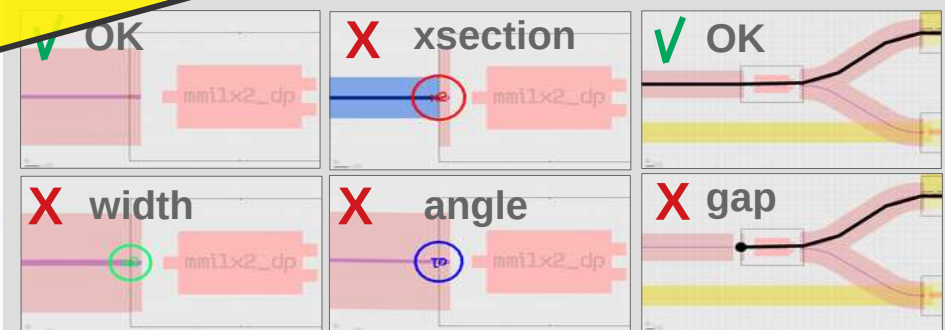 √ OK
X xsection
√ OK
mmi1x2_dp
mmi1x2_dp
X width
X angle
X gap
mmi1x2_dp
mmi1x2_dp